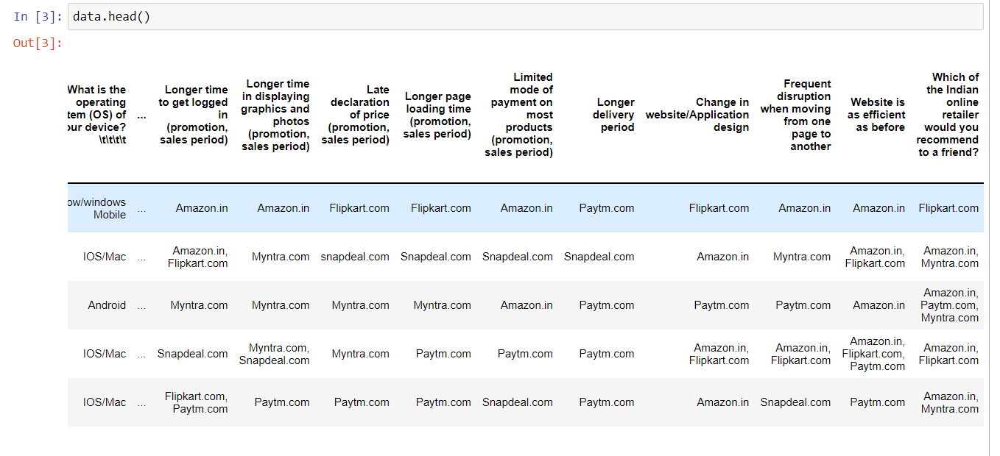 In [3]: data.head()
Out[3]:
What is the
operating
tem (OS) of
our device?
\t\t\t\t
...
Longer time
to get logged
in
(promotion,
sales period)
Longer time
in displaying
graphics and
photos
(promotion,
sales period)
Late
declaration
of price
(promotion,
sales period)
Longer page
loading time
(promotion,
sales period)
Limited
mode of
payment on
most
products
(promotion,
sales period)
Longer
delivery
period
Change in
website/Application
design
Frequent
disruption
when moving
from one
page to
another
Website is
as efficient
as before
Which of
the Indian
online
retailer
would you
recommend
to a friend?
ow/windows
Mobile
...
Amazon.in
Amazon.in
Flipkart.com
Flipkart.com
Amazon.in
Paytm.com
Flipkart.com
Amazon.in
Amazon.in
Flipkart.com
IOS/Mac
...
Amazon.in,
Flipkart.com
Myntra.com
snapdeal.com
Snapdeal.com
Snapdeal.com
Snapdeal.com
Amazon.in
Myntra.com
Amazon.in,
Flipkart.com
Amazon.in,
Myntra.com
Android
...
Myntra.com
Myntra.com
Myntra.com
Myntra.com
Amazon.in
Paytm.com
Paytm.com
Paytm.com
Amazon.in
Amazon.in,
Paytm.com,
Myntra.com
IOS/Mac
...
Snapdeal.com
Myntra.com,
Snapdeal.com
Myntra.com
Paytm.com
Paytm.com
Paytm.com
Amazon.in,
Flipkart.com
Amazon.in,
Flipkart.com
Amazon.in,
Flipkart.com,
Paytm.com
Amazon.in,
Flipkart.com
IOS/Mac
...
Flipkart.com,
Paytm.com
Paytm.com
Paytm.com
Paytm.com
Snapdeal.com
Paytm.com
Amazon.in
Snapdeal.com
Paytm.com
Amazon.in,
Myntra.com